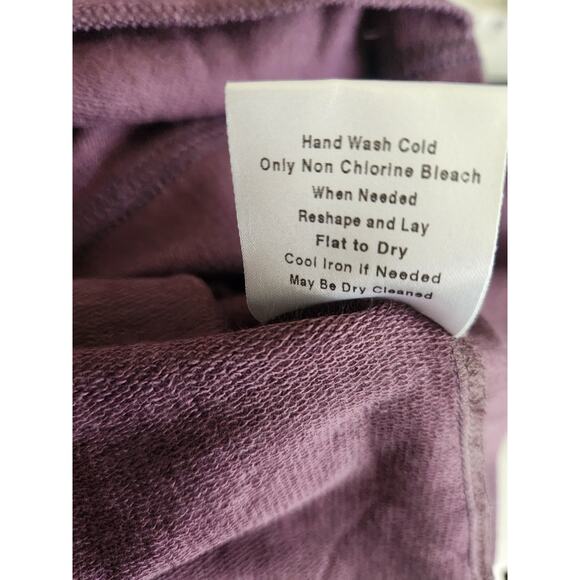 Hand Wash Cold
Only Non Chlorine Bleach
When Needed
Reshape and Lay
Flat to Dry
Cool Iron If Needed
May Be Dry Cleaned